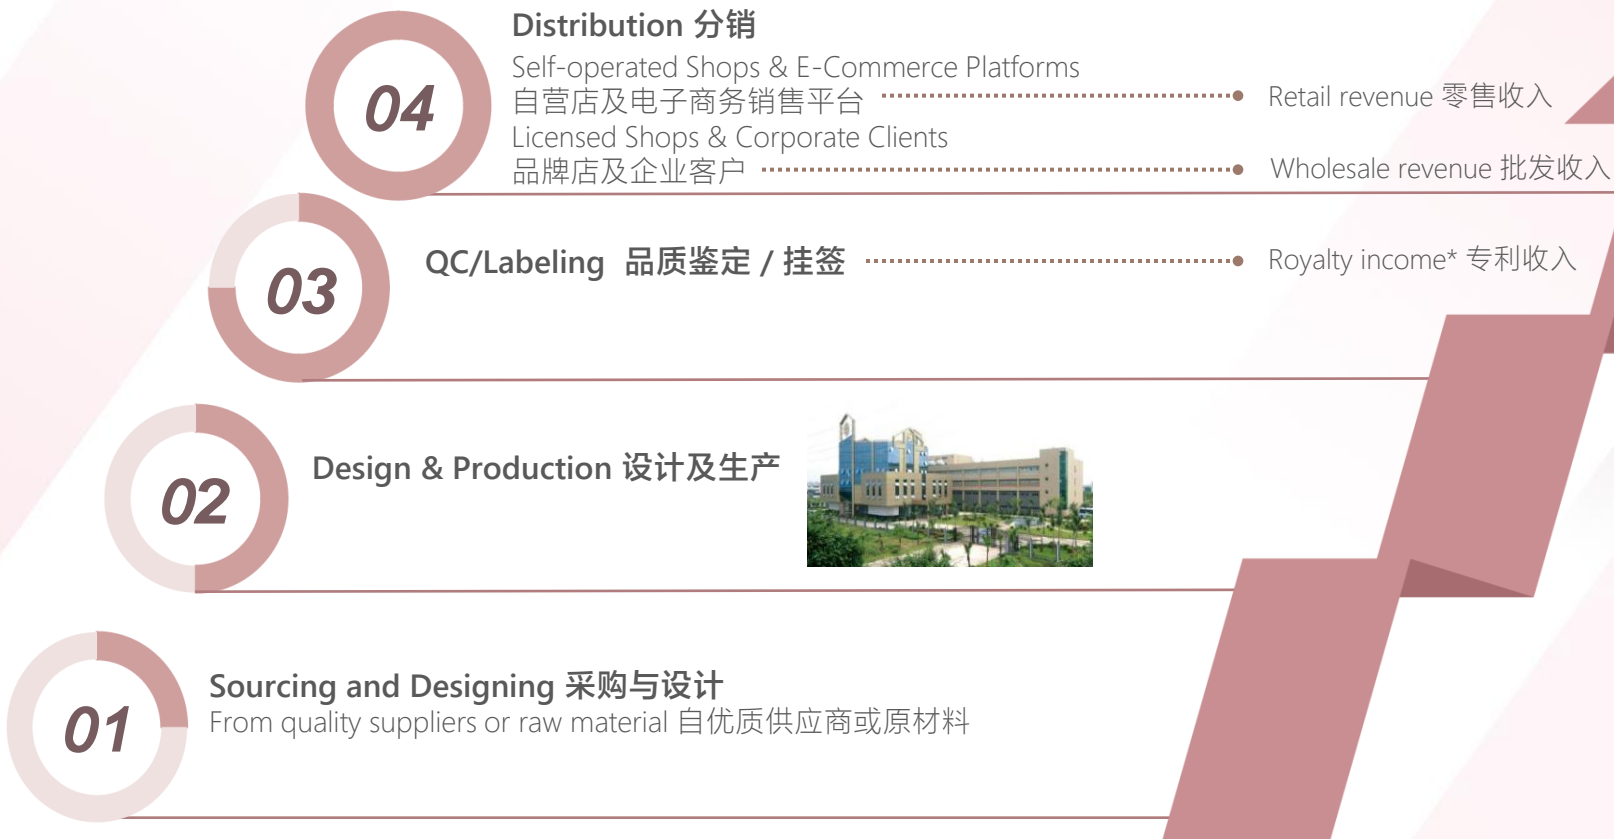 04
Distribution 分销
Self-operated Shops & E-Commerce Platforms
自营店及电子商务销售平台
Retail revenue 零售收入
Licensed Shops & Corporate Clients
品牌店及企业客户
Wholesale revenue 批发收入
03
QC/Labeling 品质鉴定 / 挂签
Royalty income* 专利收入
02
Design & Production 设计及生产
01
Sourcing and Designing 采购与设计
From quality suppliers or raw material 自优质供应商或原材料